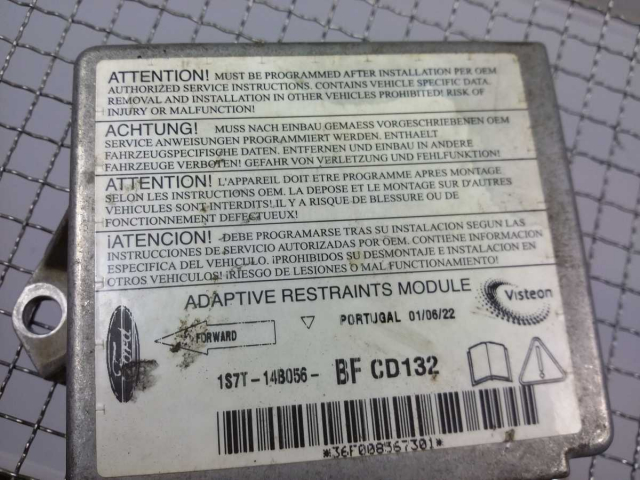 ATTENTION! MUST BE PROGRAMMED AFTER INSTALLATION PER OEM
AUTHORIZED SERVICE INSTRUCTIONS. CONTAINS VEHICLE SPECIFIC DATA.
REMOVAL AND INSTALLATION IN OTHER VEHICLES PROHIBITED! RISK OF
INJURY OR MALFUNCTION!
ACHTUNG! MUSS NACH EINBAU GEMAESS VORGESCHRIEBENEN OEM
SERVICE ANWEISUNGEN PROGRAMMIERT WERDEN. ENTHAELT
FAHRZEUGSPEZIFISCHE DATEN. ENTFERNEN UND EINBAU IN ANDERE
FAHRZEUGE VERBOTEN! GEFAHR VON VERLETZUNG UND FEHLFUNKTION!
ATTENTION! L'APPAREIL DOIT ETRE PROGRAMME APRES MONTAGE
SELON LES INSTRUCTIONS OEM. LA DEPOSE ET LE MONTAGE SUR D'AUTRES
VEHICULES SONT INTERDITS! IL Y A RISQUE DE BLESSURE OU DE
FONCTIONNEMENT DEFECTUEUX!
¡ATENCION! DEBE PROGRAMARSE TRAS SU INSTALACION SEGUN LAS
INSTRUCCIONES DE SERVICIO AUTORIZADAS POR OEM. CONTIENE INFORMACION
ESPECIFICA DEL VEHICULO. ¡PROHIBIDO SU DESMONTAJE E INSTALACION EN
OTROS VEHICULOS! ¡RIESGO DE LESIONES O MAL FUNCIONAMIENTO!
ADAPTIVE RESTRAINTS MODULE
Visteon
Ford
FORWARD
PORTUGAL 01/06/22
1S7T-14B056- BF CD132
*36F008567301*